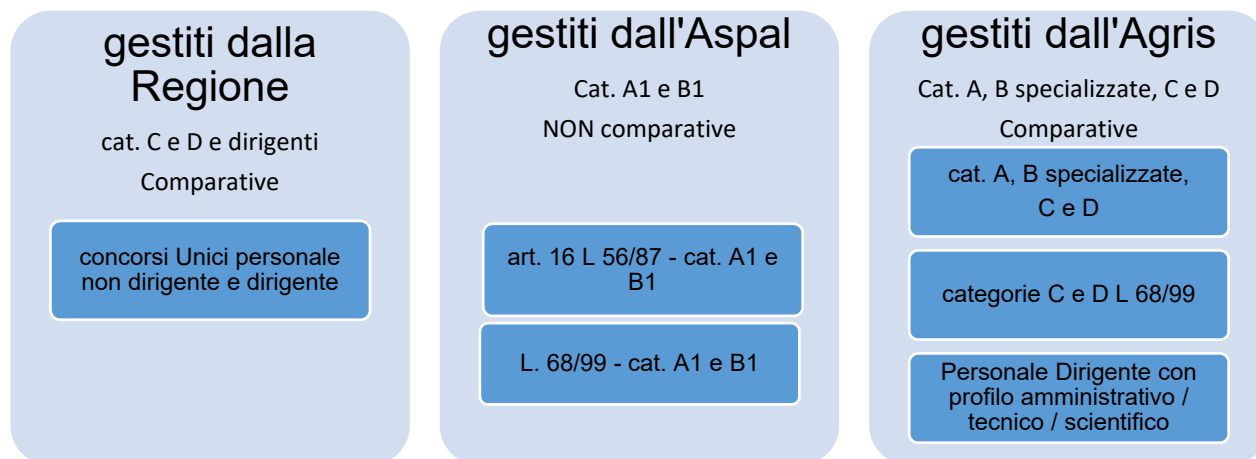 gestiti dalla
Regione
cat. C e D e dirigenti
Comparative
concorsi Unici personale
non dirigente e dirigente
gestiti dall'Aspal
Cat. A1 e B1
NON comparative
art. 16 L 56/87 - cat. A1 e
B1
L. 68/99 - cat. A1 e B1
gestiti dall'Agris
Cat. A, B specializzate, C e D
Comparative
cat. A, B specializzate,
C e D
categorie C e D L 68/99
Personale Dirigente con
profilo amministrativo /
tecnico / scientifico